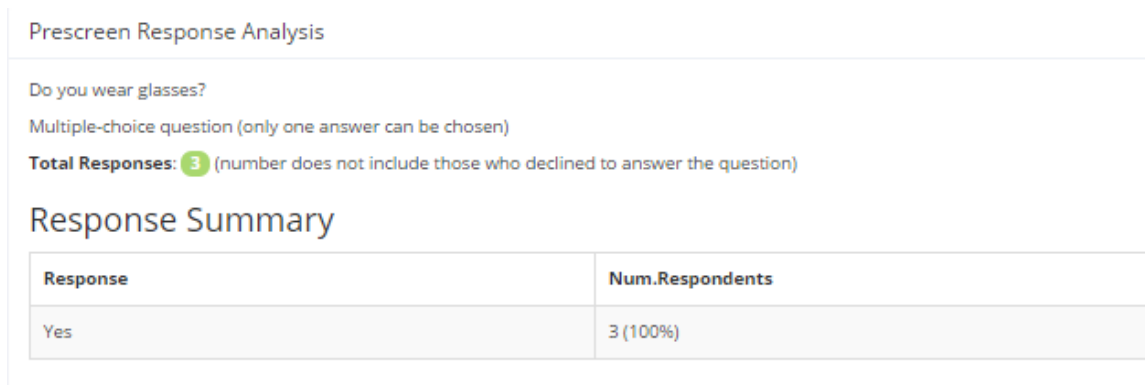 Prescreen Response Analysis
Do you wear glasses?
Multiple-choice question (only one answer can be chosen)
Total Responses: 3 (number does not include those who declined to answer the question)
Response Summary
Response Num.Respondents
Yes 3 (100%)